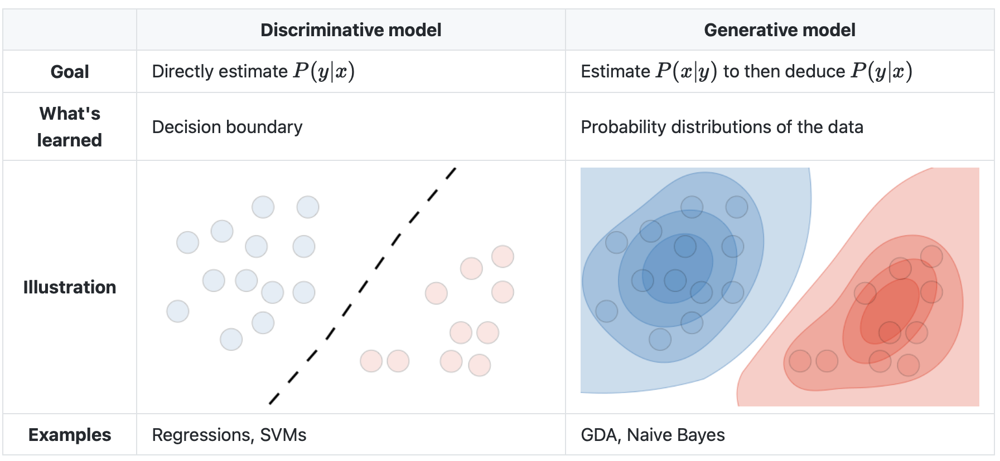 Discriminative model
Generative model
Goal
Directly estimate P(y|x)
Estimate P(x|y) to then deduce P(y|x)
What's
learned
Decision boundary
Probability distributions of the data
Illustration
Examples
Regressions, SVMs
GDA, Naive Bayes